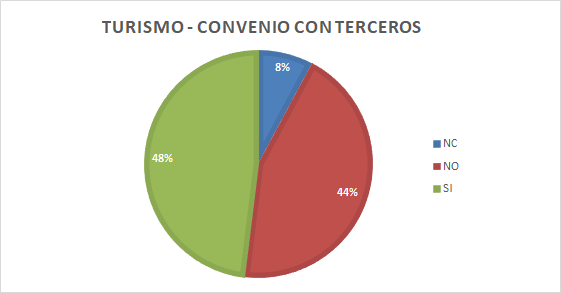 TURISMO - CONVENIO CON TERCEROS
8%
48%
44%
NC
NO
SI